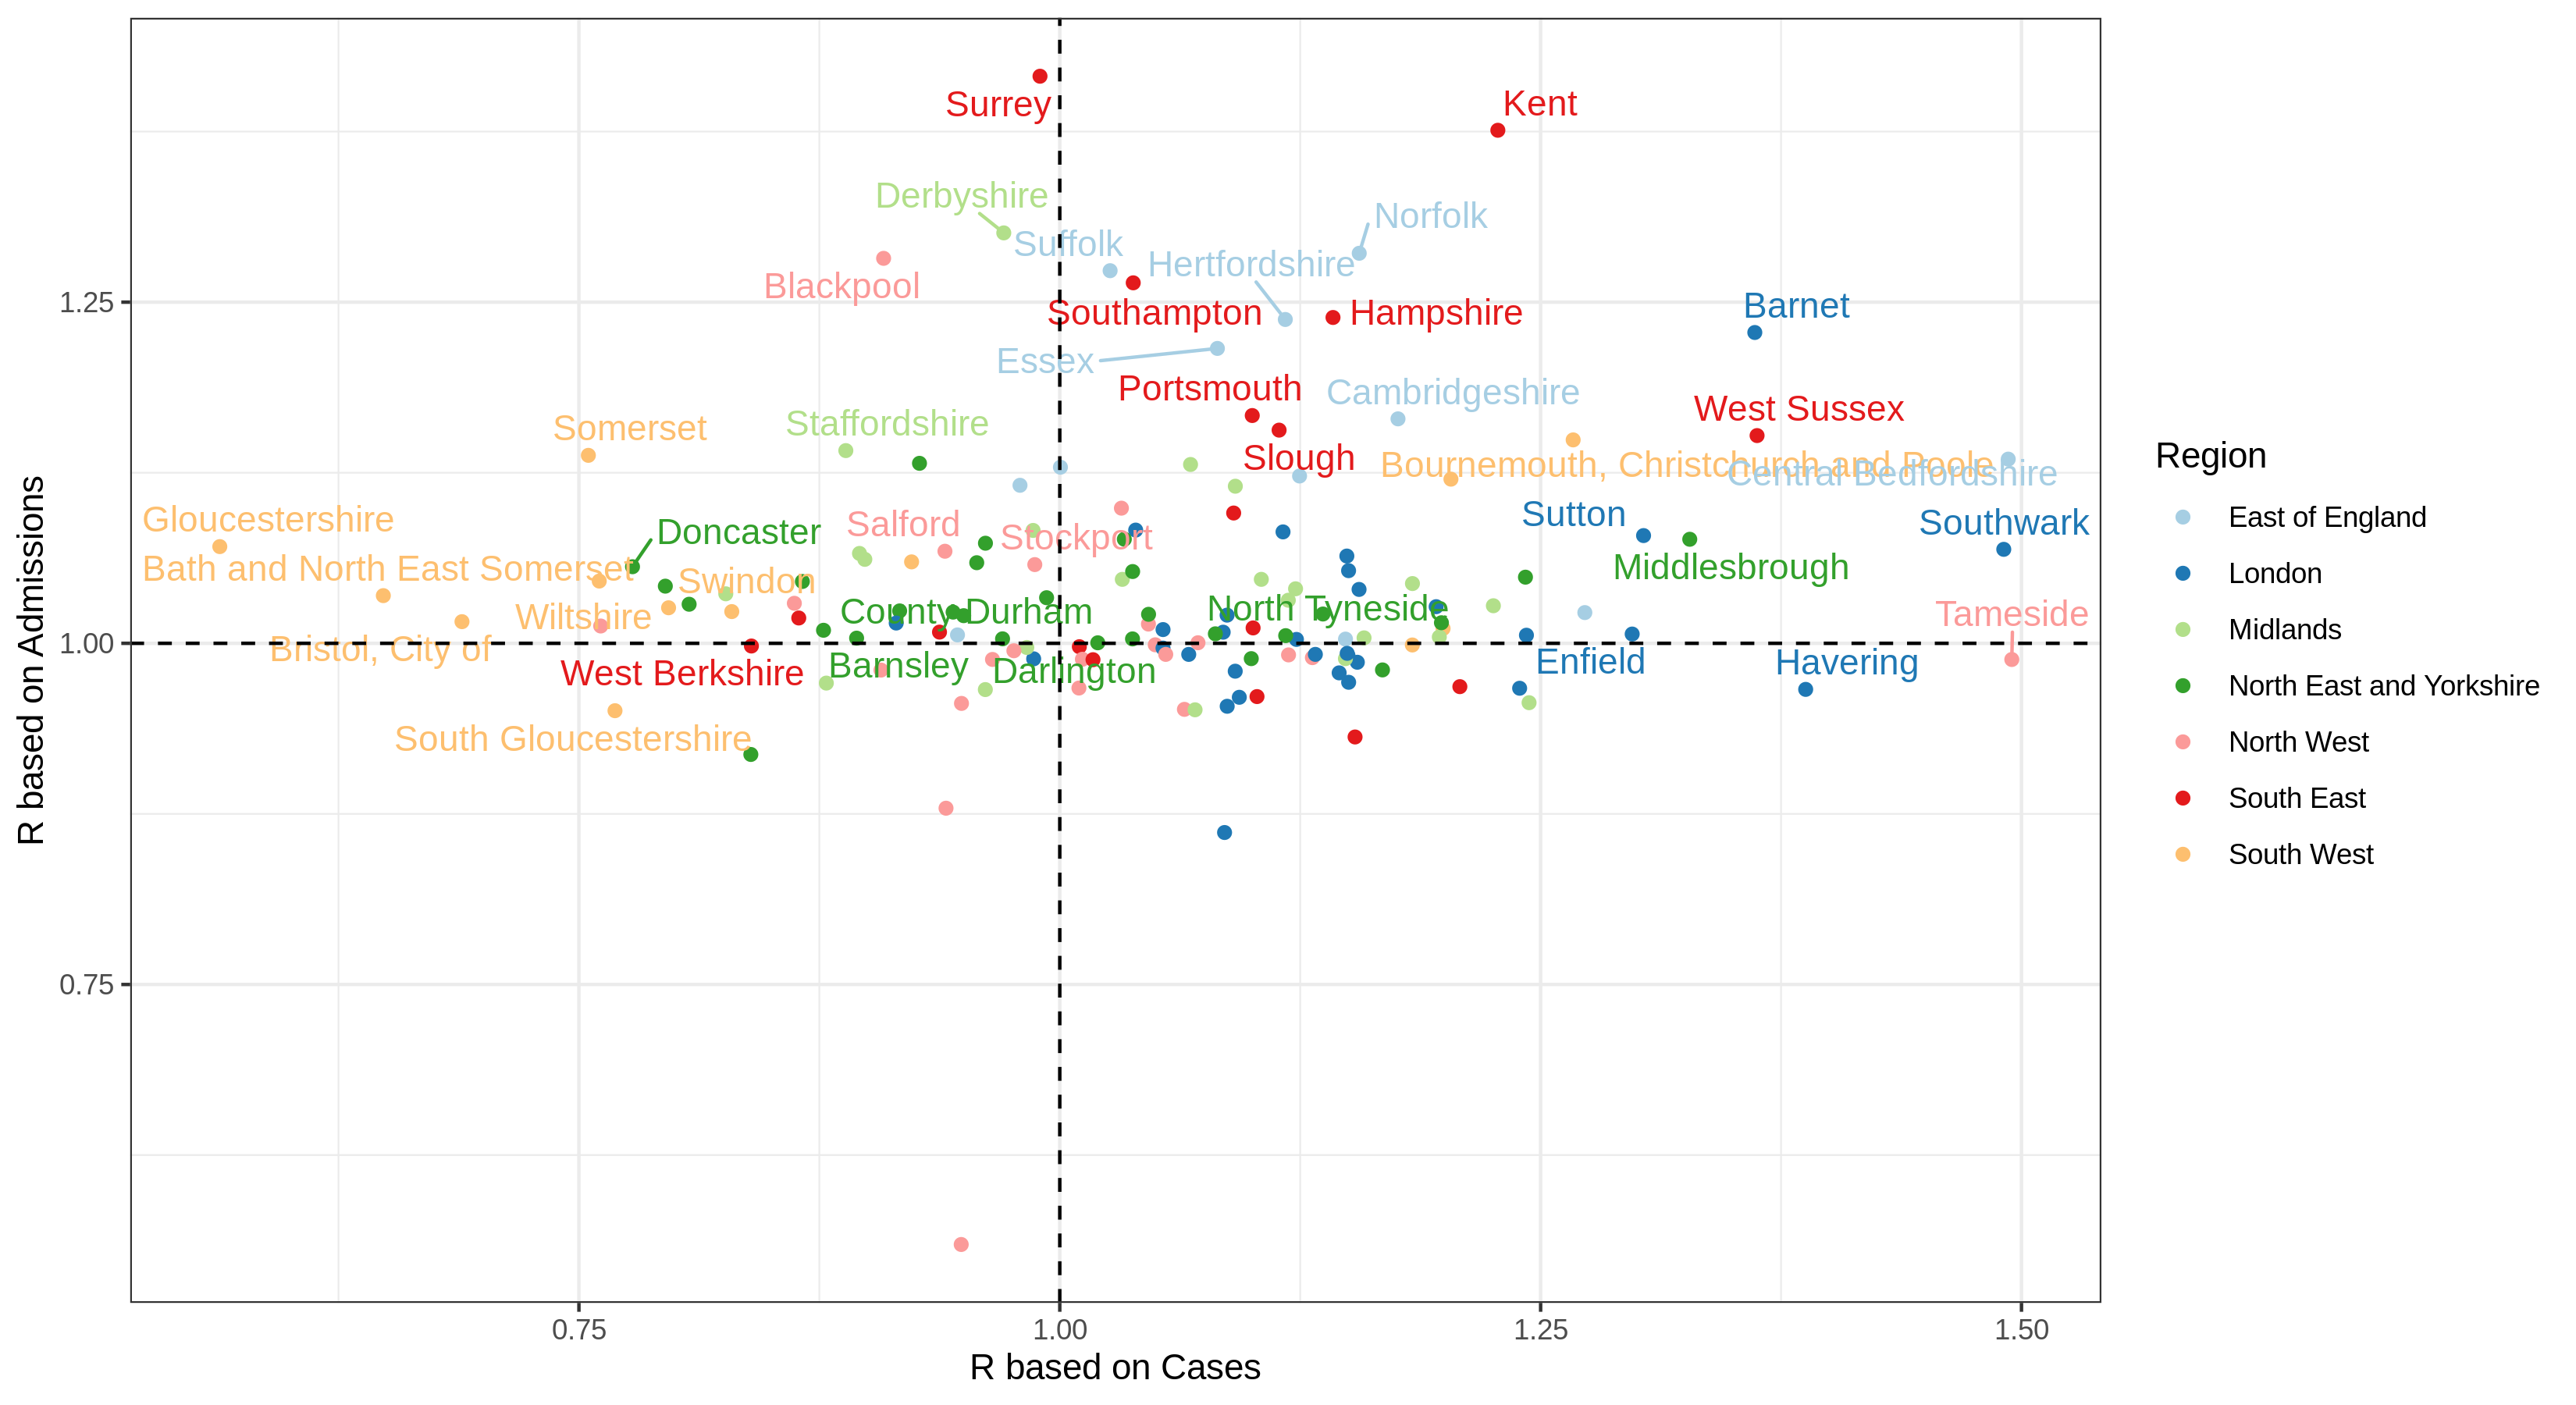 Surrey
Kent
Derbyshire
Norfolk
Suffolk
Hertfordshire
Blackpool
1.25
Southampton
Hampshire
Barnet
Essex
Portsmouth
Cambridgeshire
West Sussex
Somerset
Staffordshire
Slough
Bournemouth, Christchurch and Poole
Central Bedfordshire
Region
Gloucestershire
Doncaster
Salford
Stockport
Sutton
Southwark
East of England
Bath and North East Somerset
Swindon
Middlesbrough
London
Wiltshire
County Durham
North Tyneside
Tameside
Midlands
1.00
Bristol, City of
West Berkshire
Barnsley
Darlington
Enfield
Havering
North East and Yorkshire
South Gloucestershire
North West
South East
South West
R based on Admissions
0.75
0.75
1.00
1.25
1.50
R based on Cases